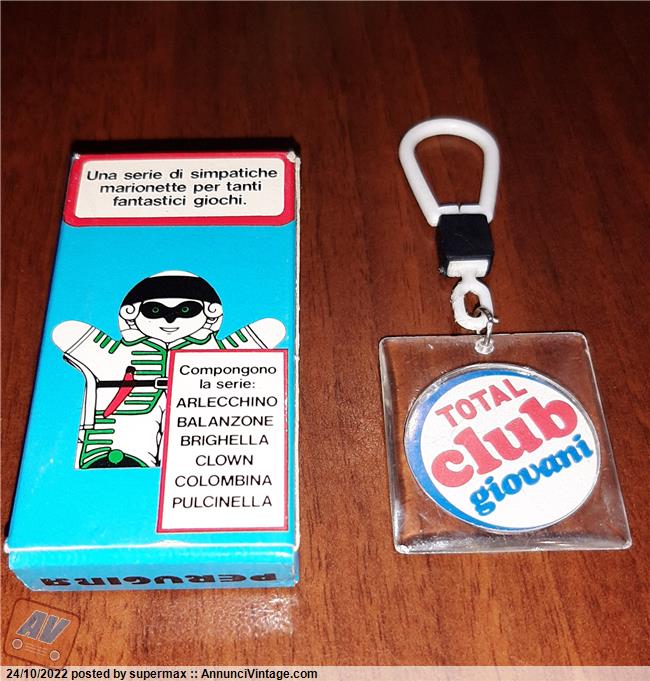 Una serie di simpatiche
marionette per tanti
fantastici giochi.
Compongono
la serie:
ARLECCHINO
BALANZONE
BRIGHELLA
CLOWN
COLOMBINA
PULCINELLA
PERUGINA
TOTAL
club
giovani
AV
24/10/2022 posted by supermax :: AnnunciVintage.com